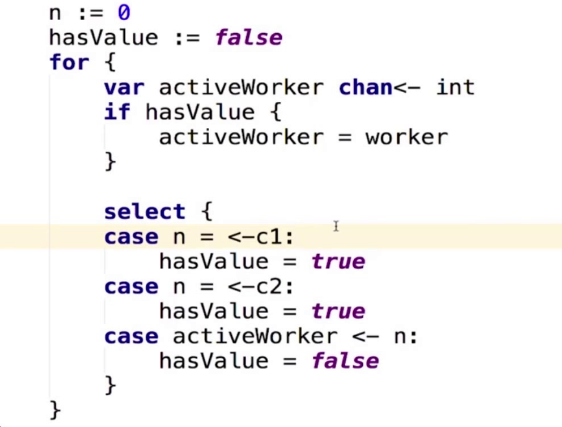 n := 0
hasValue := false
for {
    var activeWorker chan<- int
    if hasValue {
        activeWorker = worker
    }

    select {
    case n = <-c1:
        hasValue = true
    case n = <-c2:
        hasValue = true
    case activeWorker <- n:
        hasValue = false
    }
}